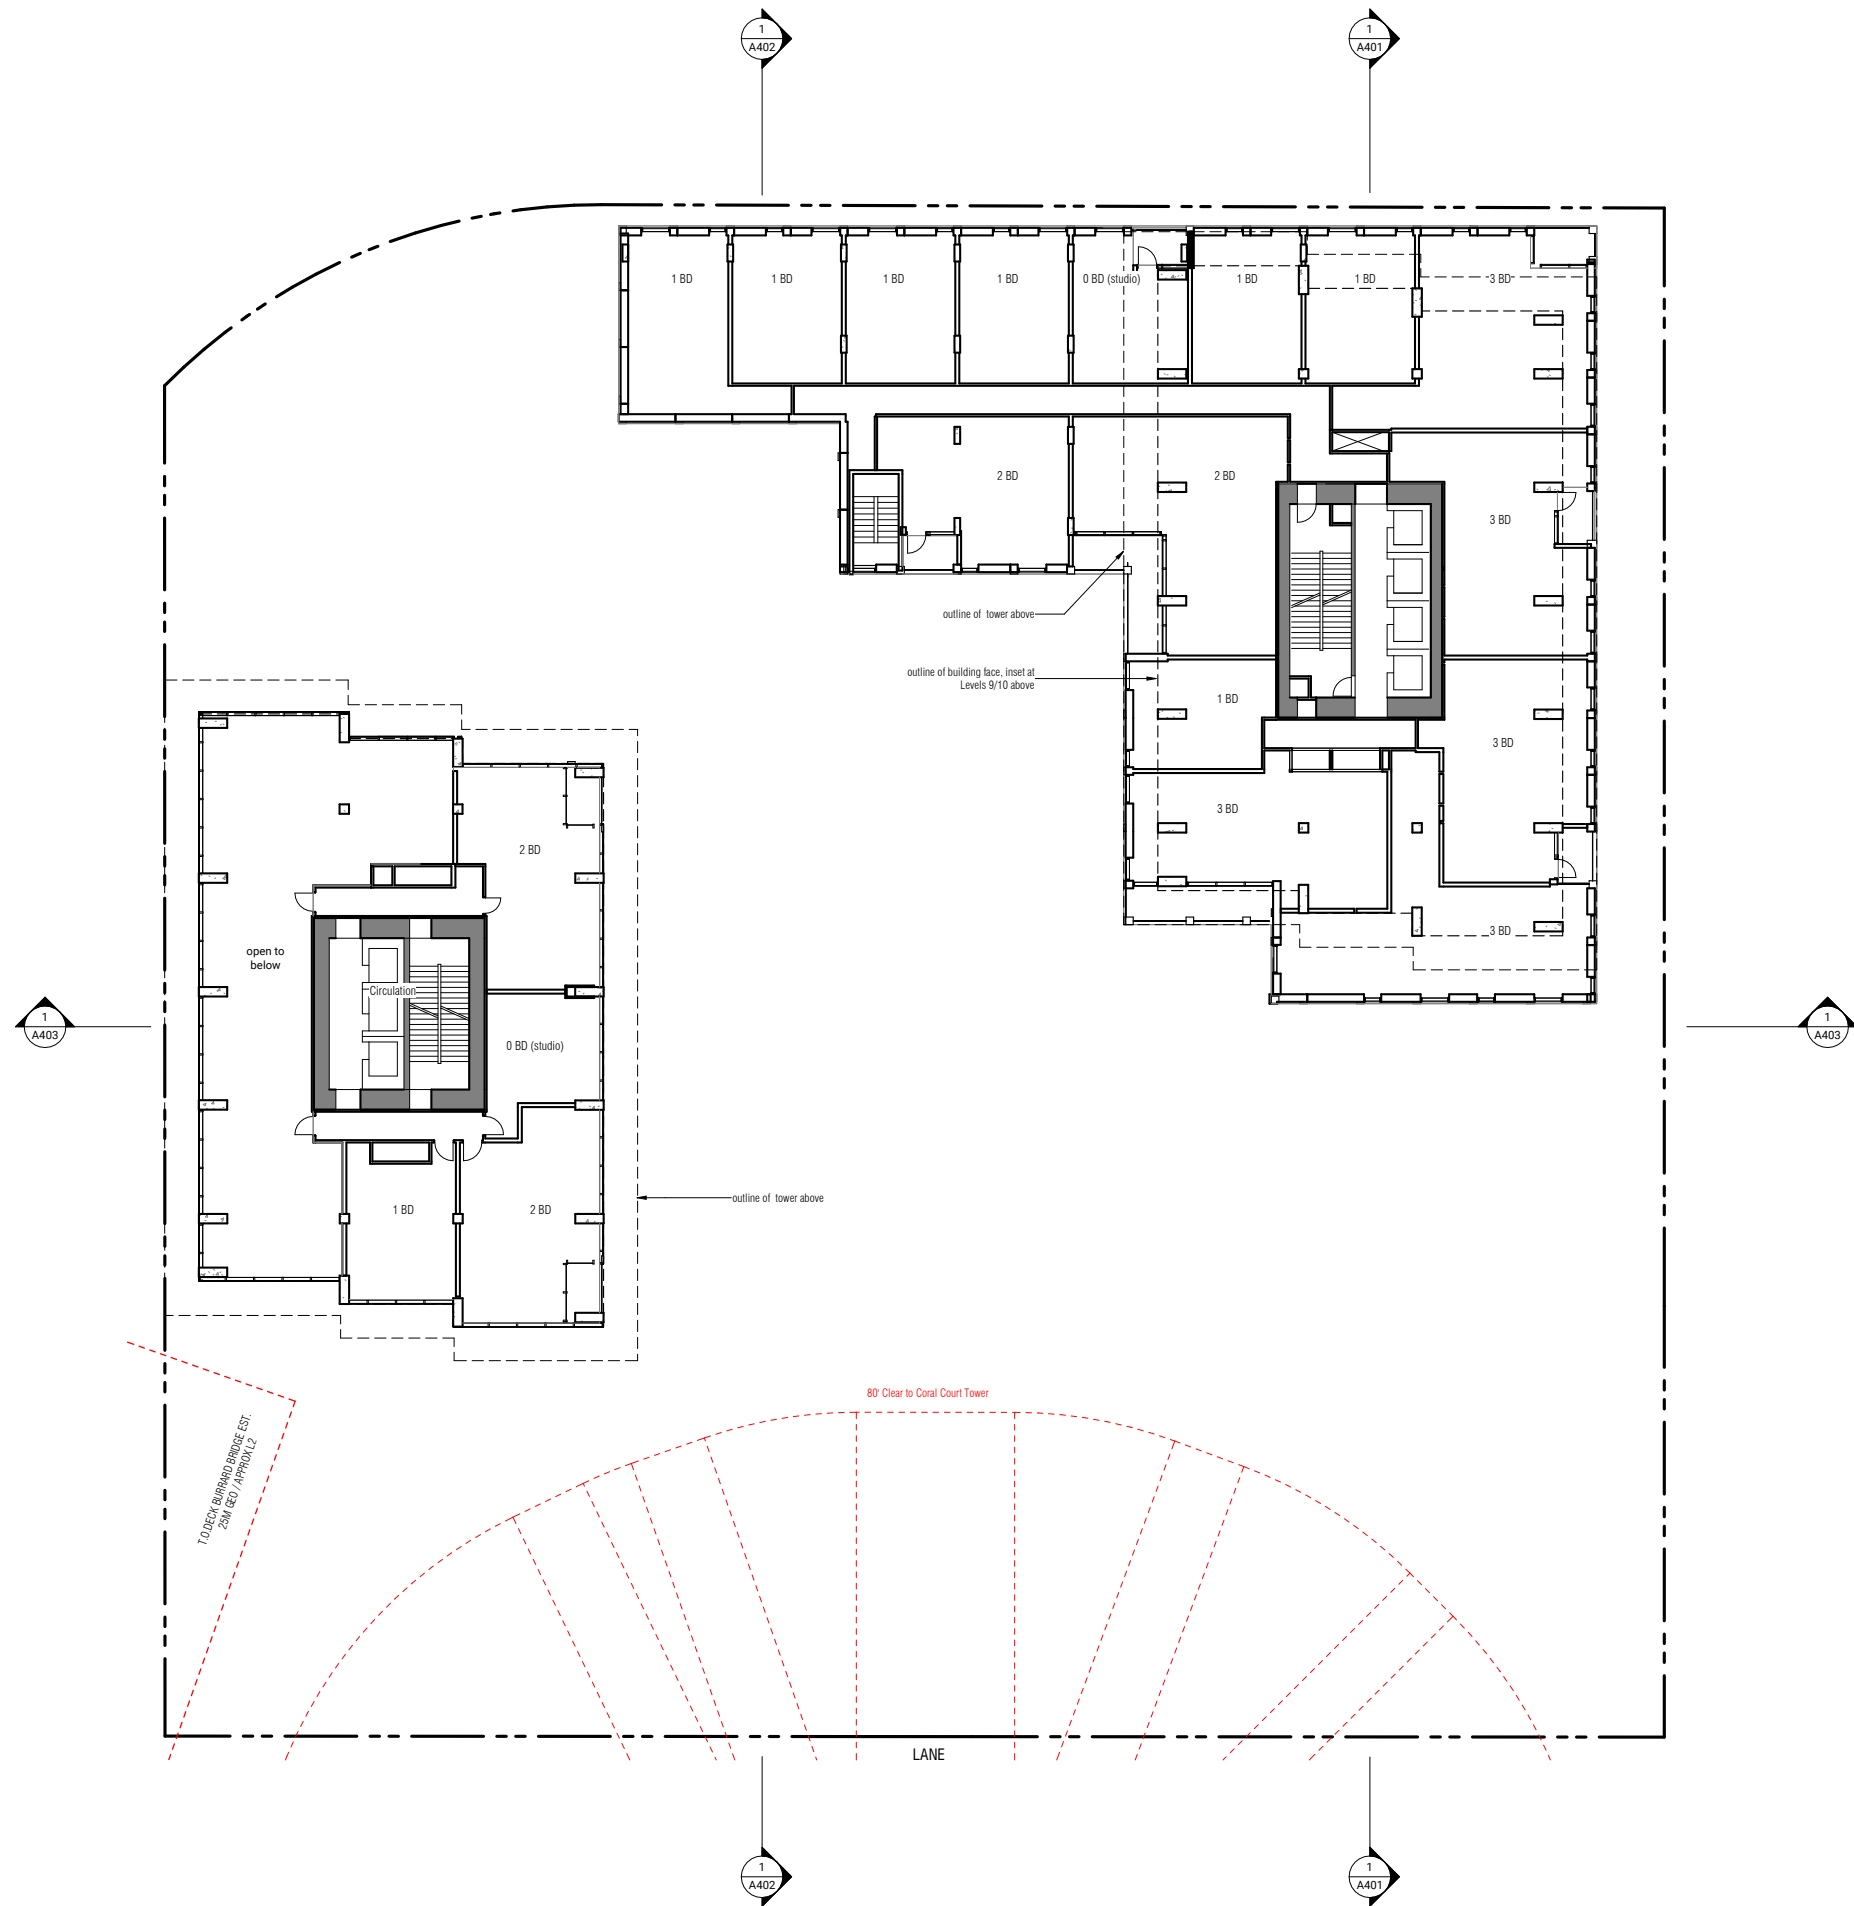 1
A402
1
A401
1 BD
1 BD
1 BD
1 BD
0 BD (studio)
1 BD
1 BD
3 BD
2 BD
2 BD
3 BD
outline of tower above
outline of building face, inset at
Levels 9/10 above
1 BD
3 BD
3 BD
3 BD
2 BD
open to
below
Circulation
0 BD (studio)
1 BD
2 BD
outline of tower above
1
A403
1
A403
80' Clear to Coral Court Tower
T.O.DECK BURRARD BRIDGE EST.
25M GEO / APPROX L2
LANE
1
A402
1
A401